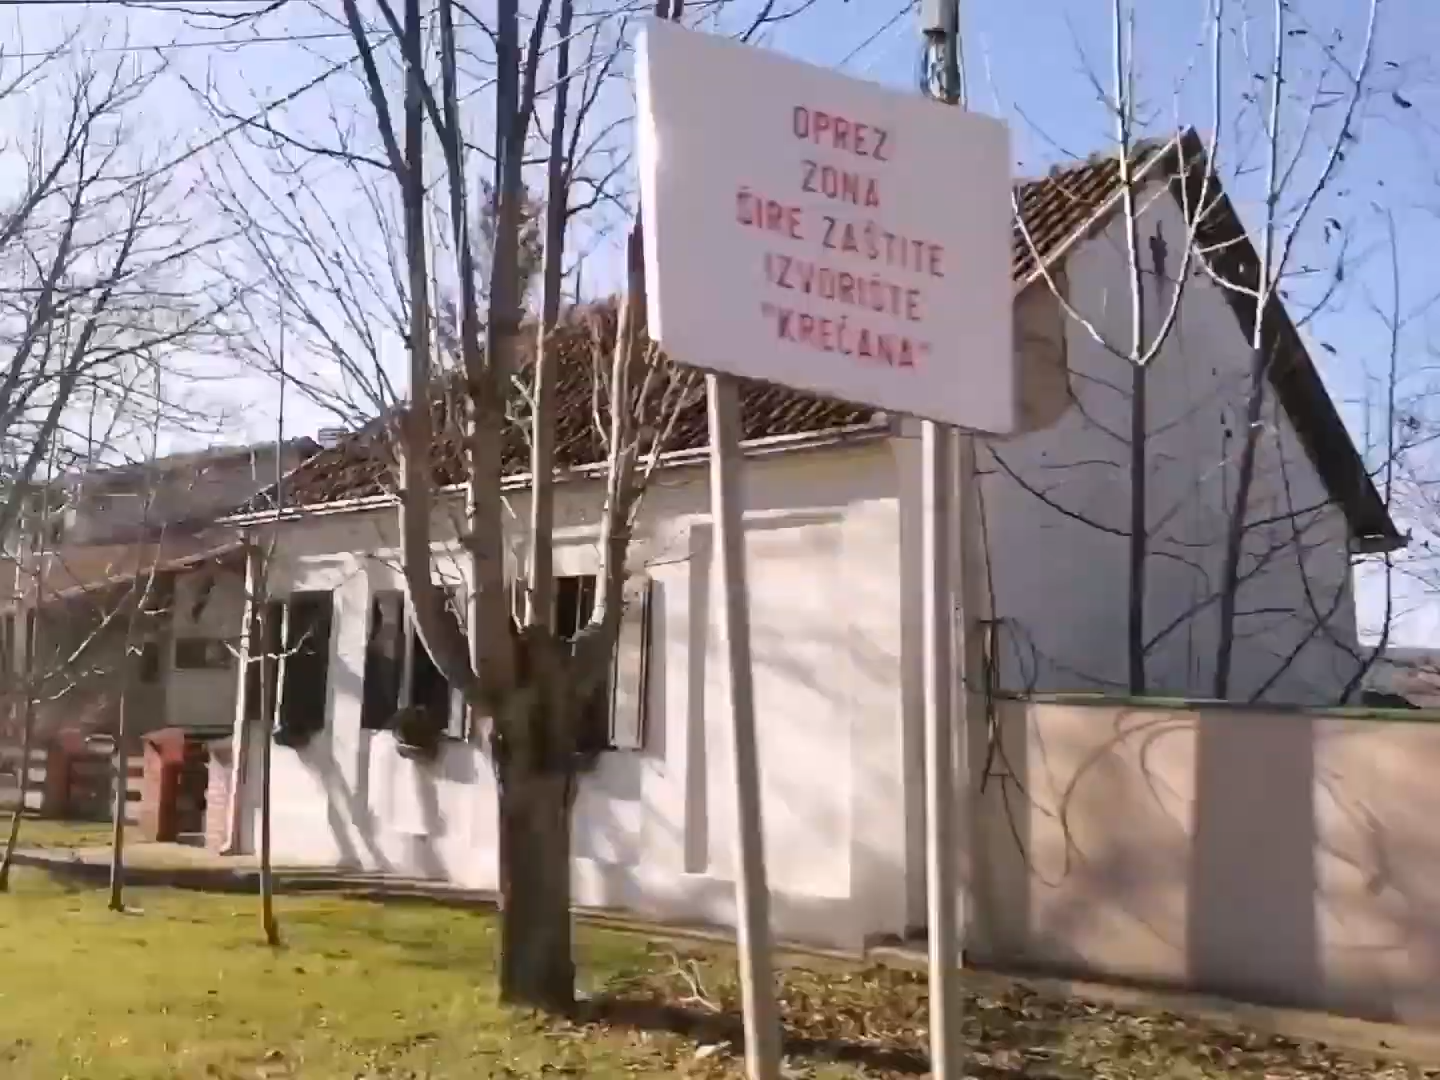 OPREZ
ZONA
ŠIRE ZAŠTITE
IZVORIŠTE
"KREČANA"